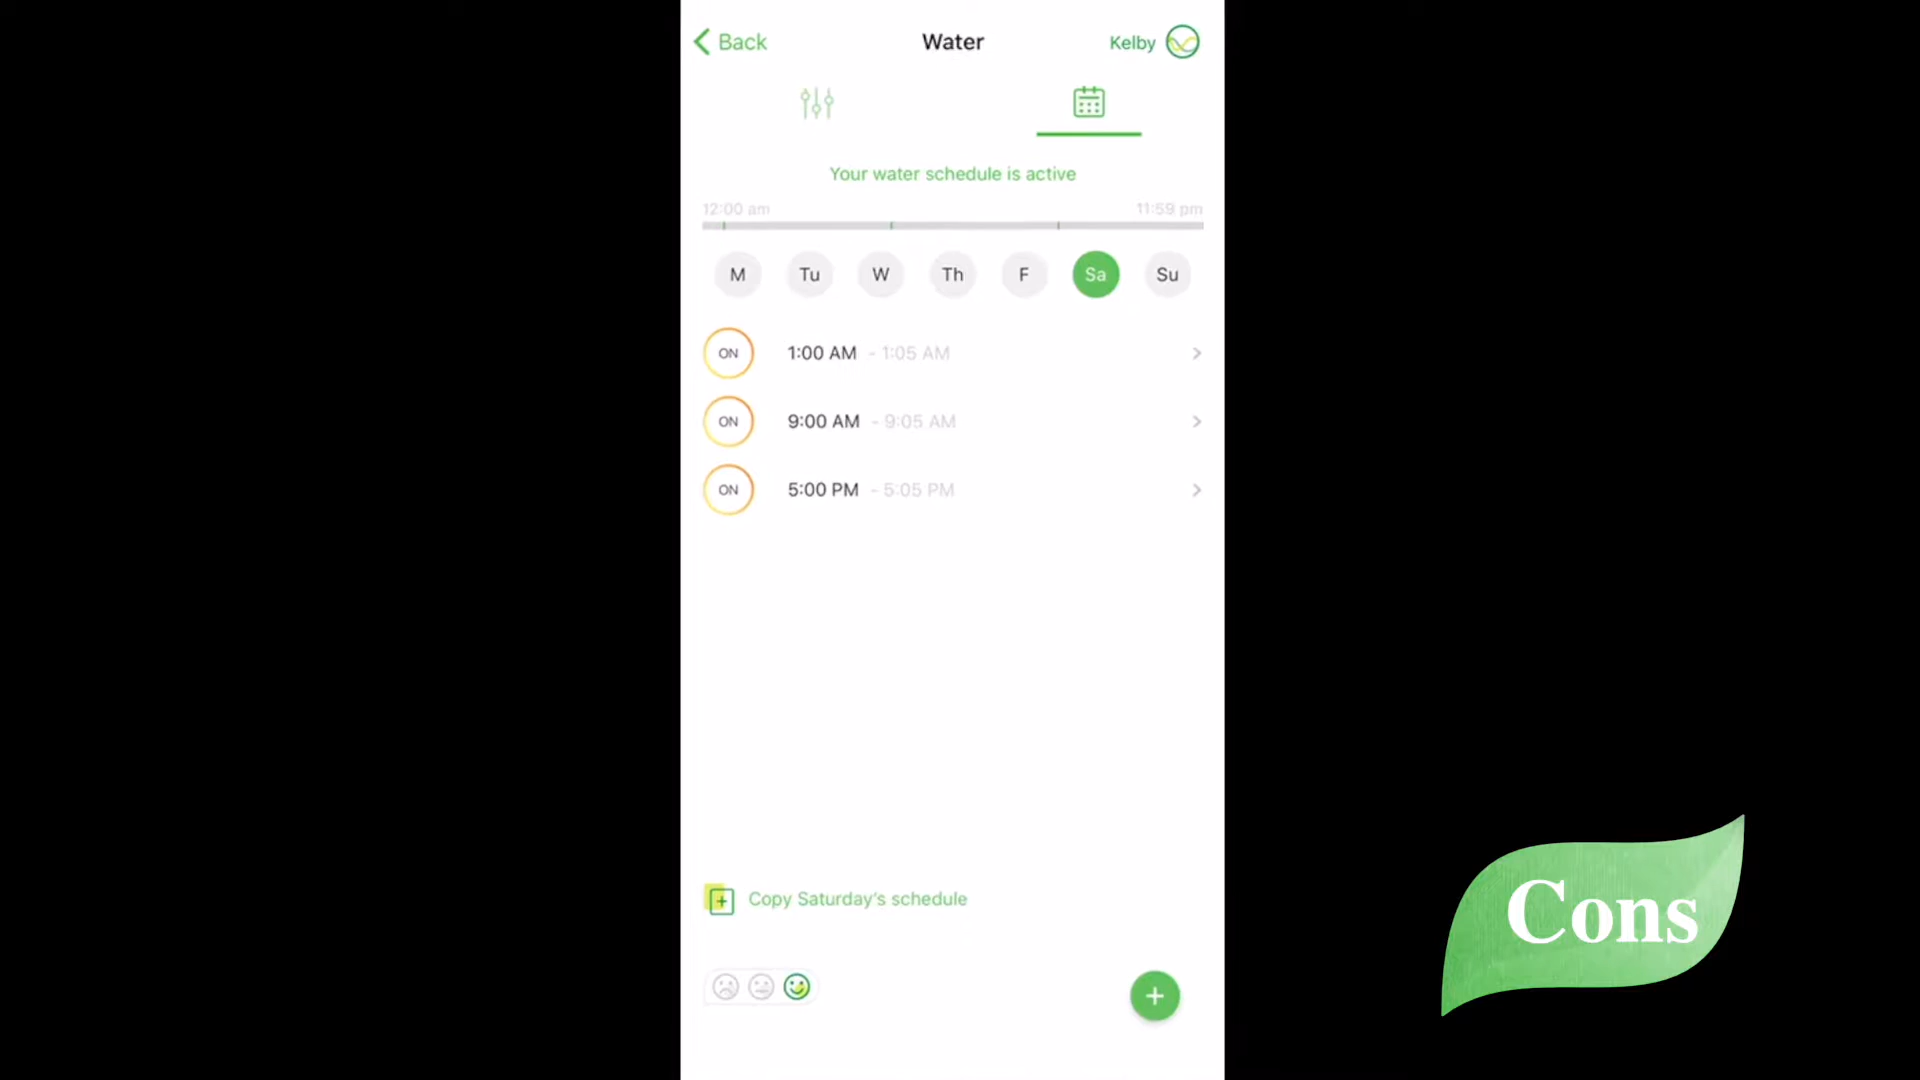 Back
Water
Kelby
Your water schedule is active
12:00 am
11:59 pm
M Tu W Th F Sa Su
ON 1:00 AM - 1:05 AM
ON 9:00 AM - 9:05 AM
ON 5:00 PM - 5:05 PM
Copy Saturday's schedule
Cons